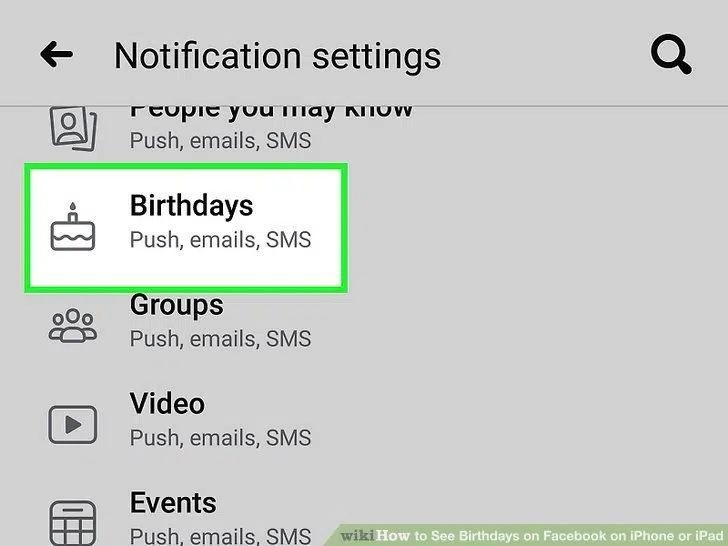 Notification settings
People you may know
Push, emails, SMS
Birthdays
Push, emails, SMS
Groups
Push, emails, SMS
Video
Push, emails, SMS
Events
Push, emails, SMS
wikiHow to See Birthdays on Facebook on iPhone or iPad